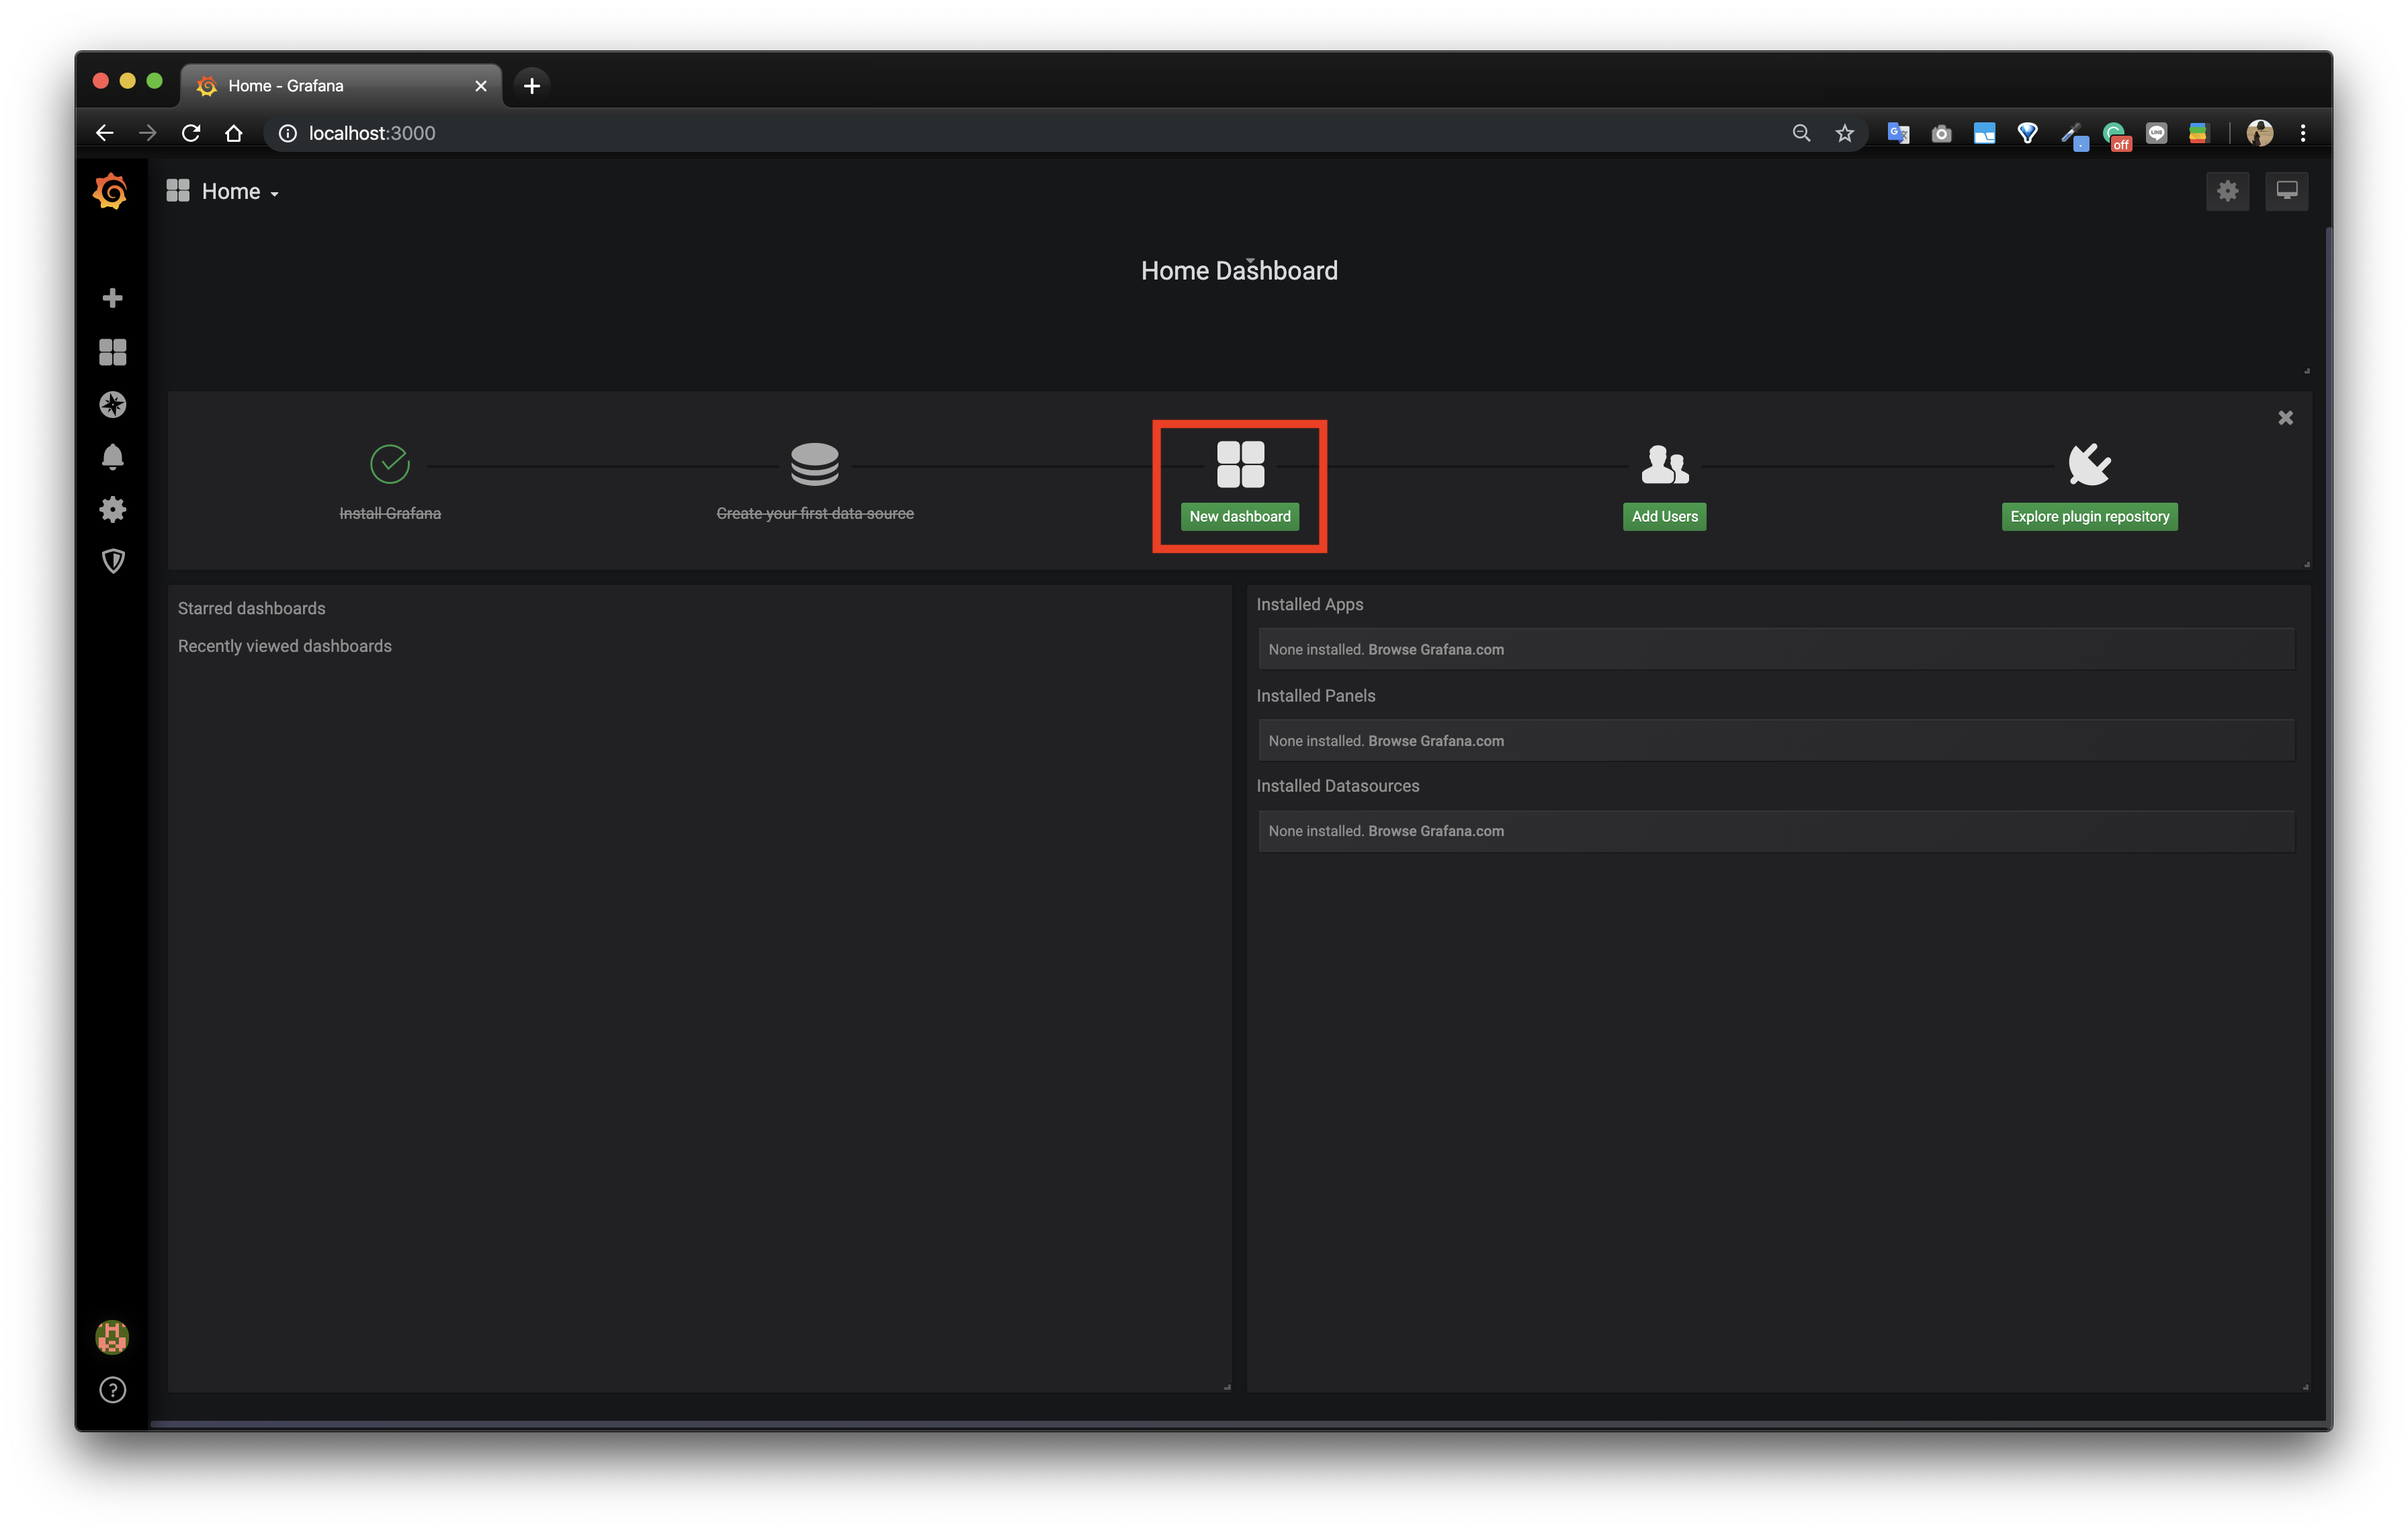 Home - Grafana
localhost:3000
off
LINE
Home
Home Dashboard
Install Grafana
Create your first data source
New dashboard
Add Users
Explore plugin repository
Starred dashboards
Recently viewed dashboards
Installed Apps
None installed. Browse Grafana.com
Installed Panels
None installed. Browse Grafana.com
Installed Datasources
None installed. Browse Grafana.com